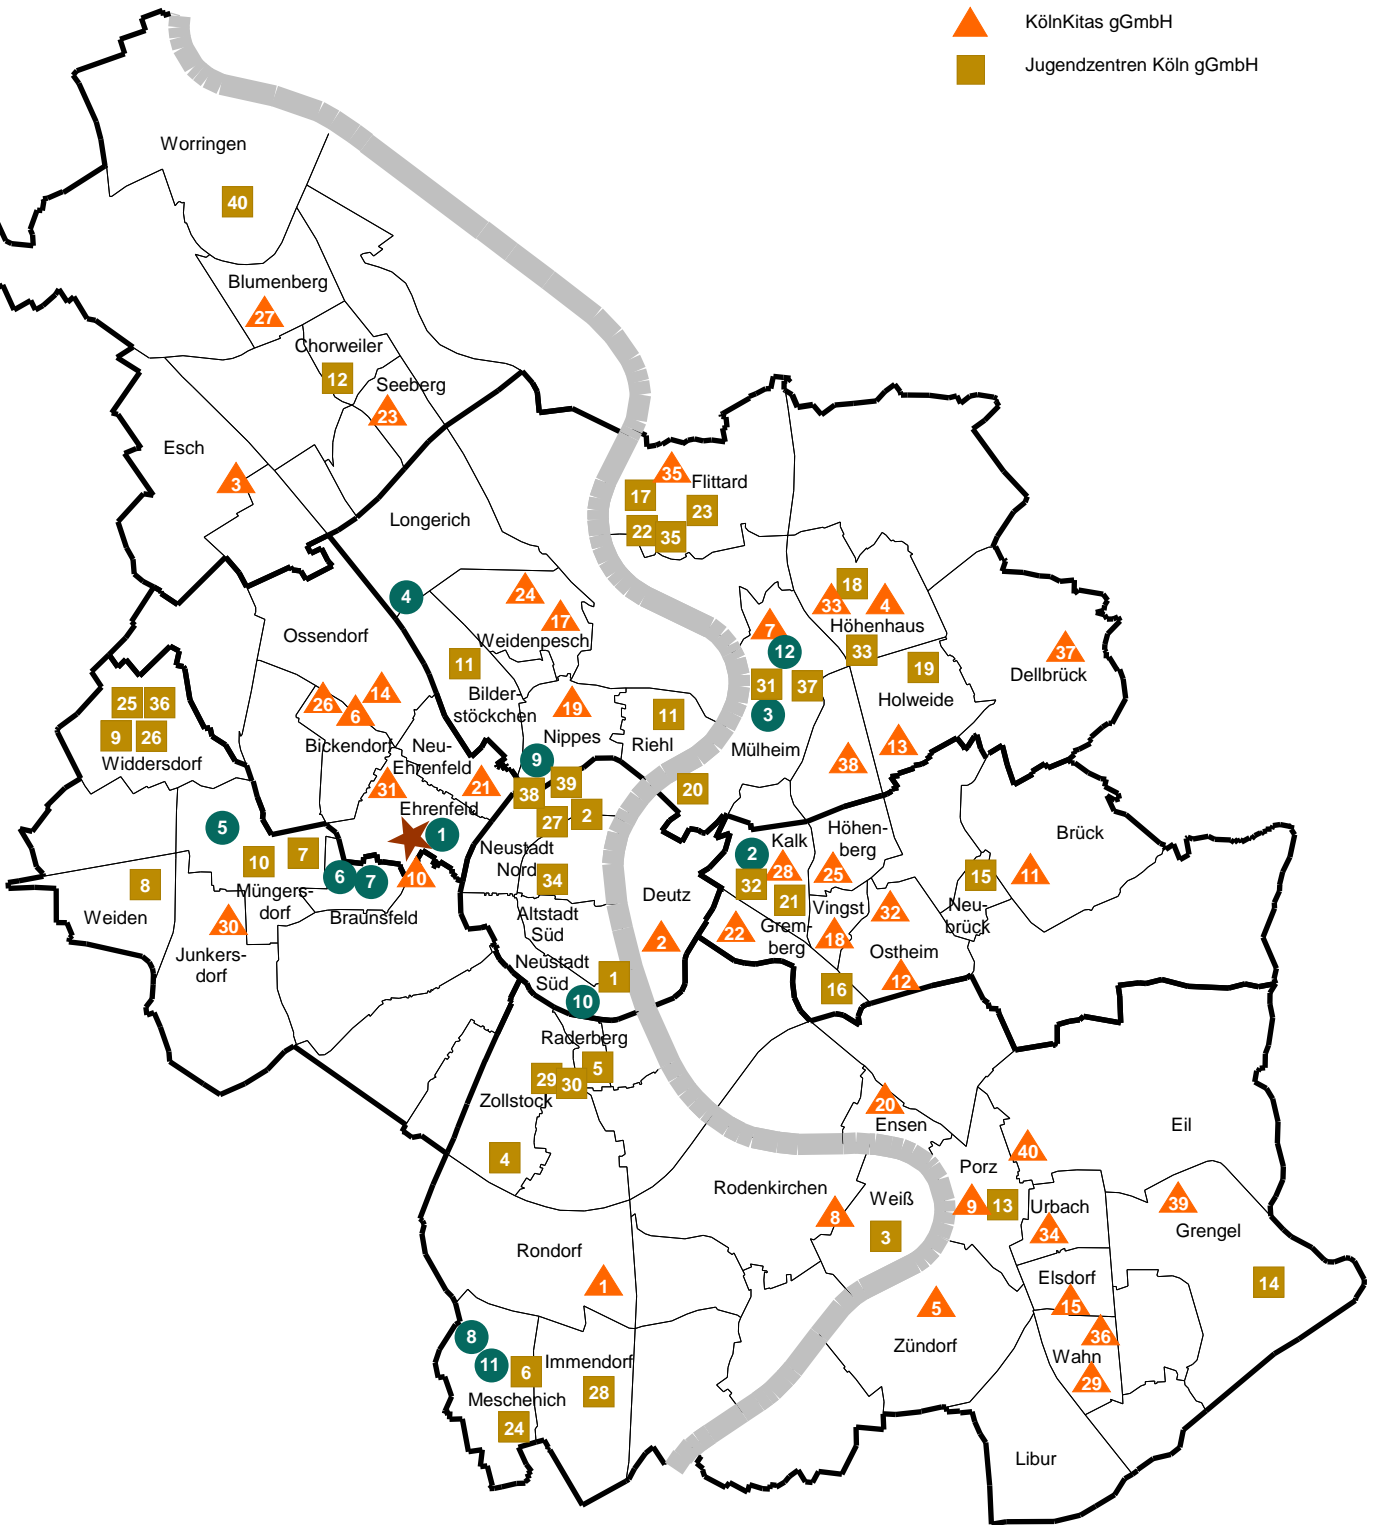 KölnKitas gGmbH
Jugendzentren Köln gGmbH
Worringen
40
Blumenberg
27
Chorweiler
12
Seeberg
23
Esch
3
35
Flittard
17
23
22
35
Longerich
4
24
17
Weidenpesch
18
33
4
Höhenhaus
33
7
12
31
37
3
Mülheim
19
Holweide
37
Dellbrück
13
38
Ossendorf
11
Bilder-
stöckchen
26
6
14
Bickendorf
19
Nippes
11
Riehl
25
36
9
26
Widdersdorf
Neu-
Ehrenfeld
31
21
Ehrenfeld
1
9
39
38
27
2
20
Neustadt
Nord
34
5
10
7
Müngers-
dorf
6
7
10
Braunsfeld
8
Weiden
30
Junkers-
dorf
Altstadt
Süd
Neustadt
Süd
1
10
Deutz
2
Kalk
2
28
32
21
22
Grem-
berg
Höhen-
berg
25
Vingst
18
32
Ostheim
12
16
Brück
15
11
Neu-
brück
Raderberg
29
30
5
Zollstock
4
20
Ensen
Eil
40
Porz
9
13
Rodenkirchen
8
Weiß
3
Urbach
34
39
Grengel
14
Rondorf
1
Elsdorf
15
5
Zündorf
36
Wahn
29
8
11
6
Immendorf
28
Meschenich
24
Libur